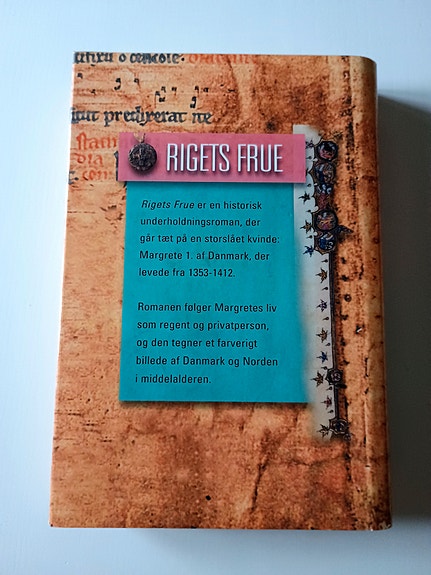 predixerat me
RIGETS FRUE
Rigets Frue er en historisk
underholdningsroman, der
går tæt på en storslået kvinde:
Margrete 1. af Danmark, der
levede fra 1353-1412.
Romanen følger Margretes liv
som regent og privatperson,
og den tegner et farverigt
billede af Danmark og Norden
i middelalderen.